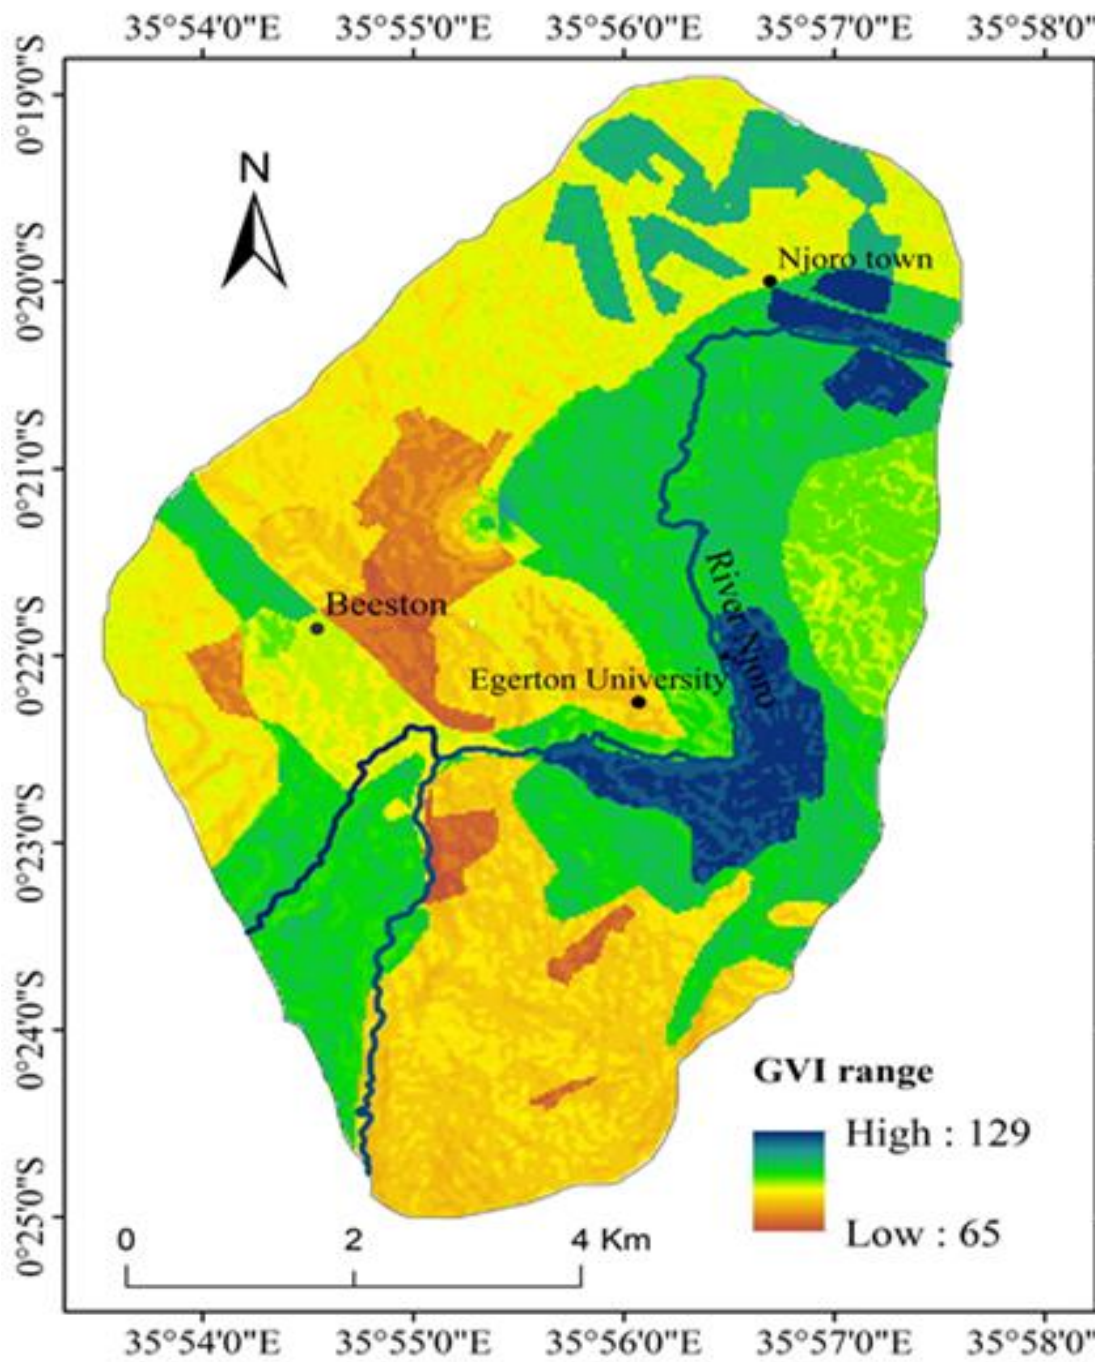 35°54'0"E 35°55'0"E 35°56'0"E 35°57'0"E 35°58'0"E
0°19'0"S
N
0°20'0"S
Njoro town
0°21'0"S
River Njoro
Beeston
0°22'0"S
Egerton University
0°23'0"S
0°24'0"S
GVI range
High : 129
Low : 65
0°25'0"S
0 2 4 Km
35°54'0"E 35°55'0"E 35°56'0"E 35°57'0"E 35°58'0"E